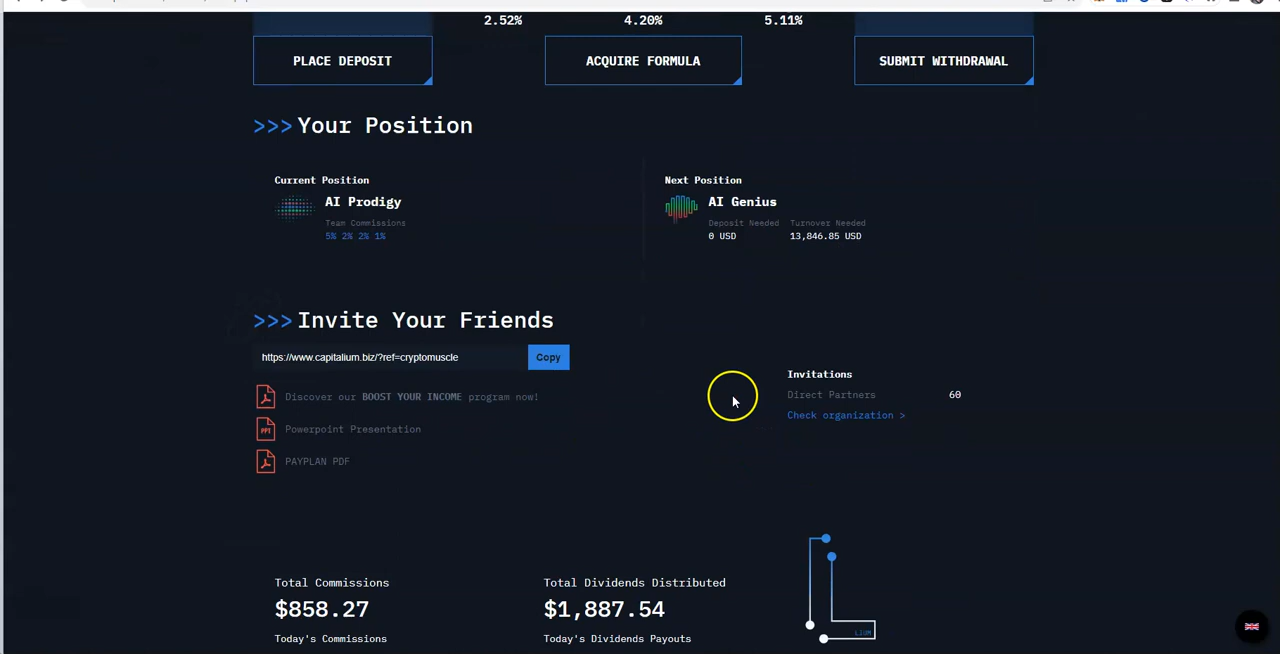 2.52% 4.20% 5.11%
PLACE DEPOSIT ACQUIRE FORMULA SUBMIT WITHDRAWAL
>>> Your Position
Current Position
AI Prodigy
Team Commissions
5% 2% 2% 1%
Next Position
AI Genius
Deposit Needed Turnover Needed
0 USD 13,846.85 USD
>>> Invite Your Friends
https://www.capitalium.biz/?ref=cryptomuscle Copy
Discover our BOOST YOUR INCOME program now!
PPT Powerpoint Presentation
PAYPLAN PDF
Invitations
Direct Partners 60
Check organization >
Total Commissions Total Dividends Distributed
$858.27 $1,887.54
Today's Commissions Today's Dividends Payouts
LIUM